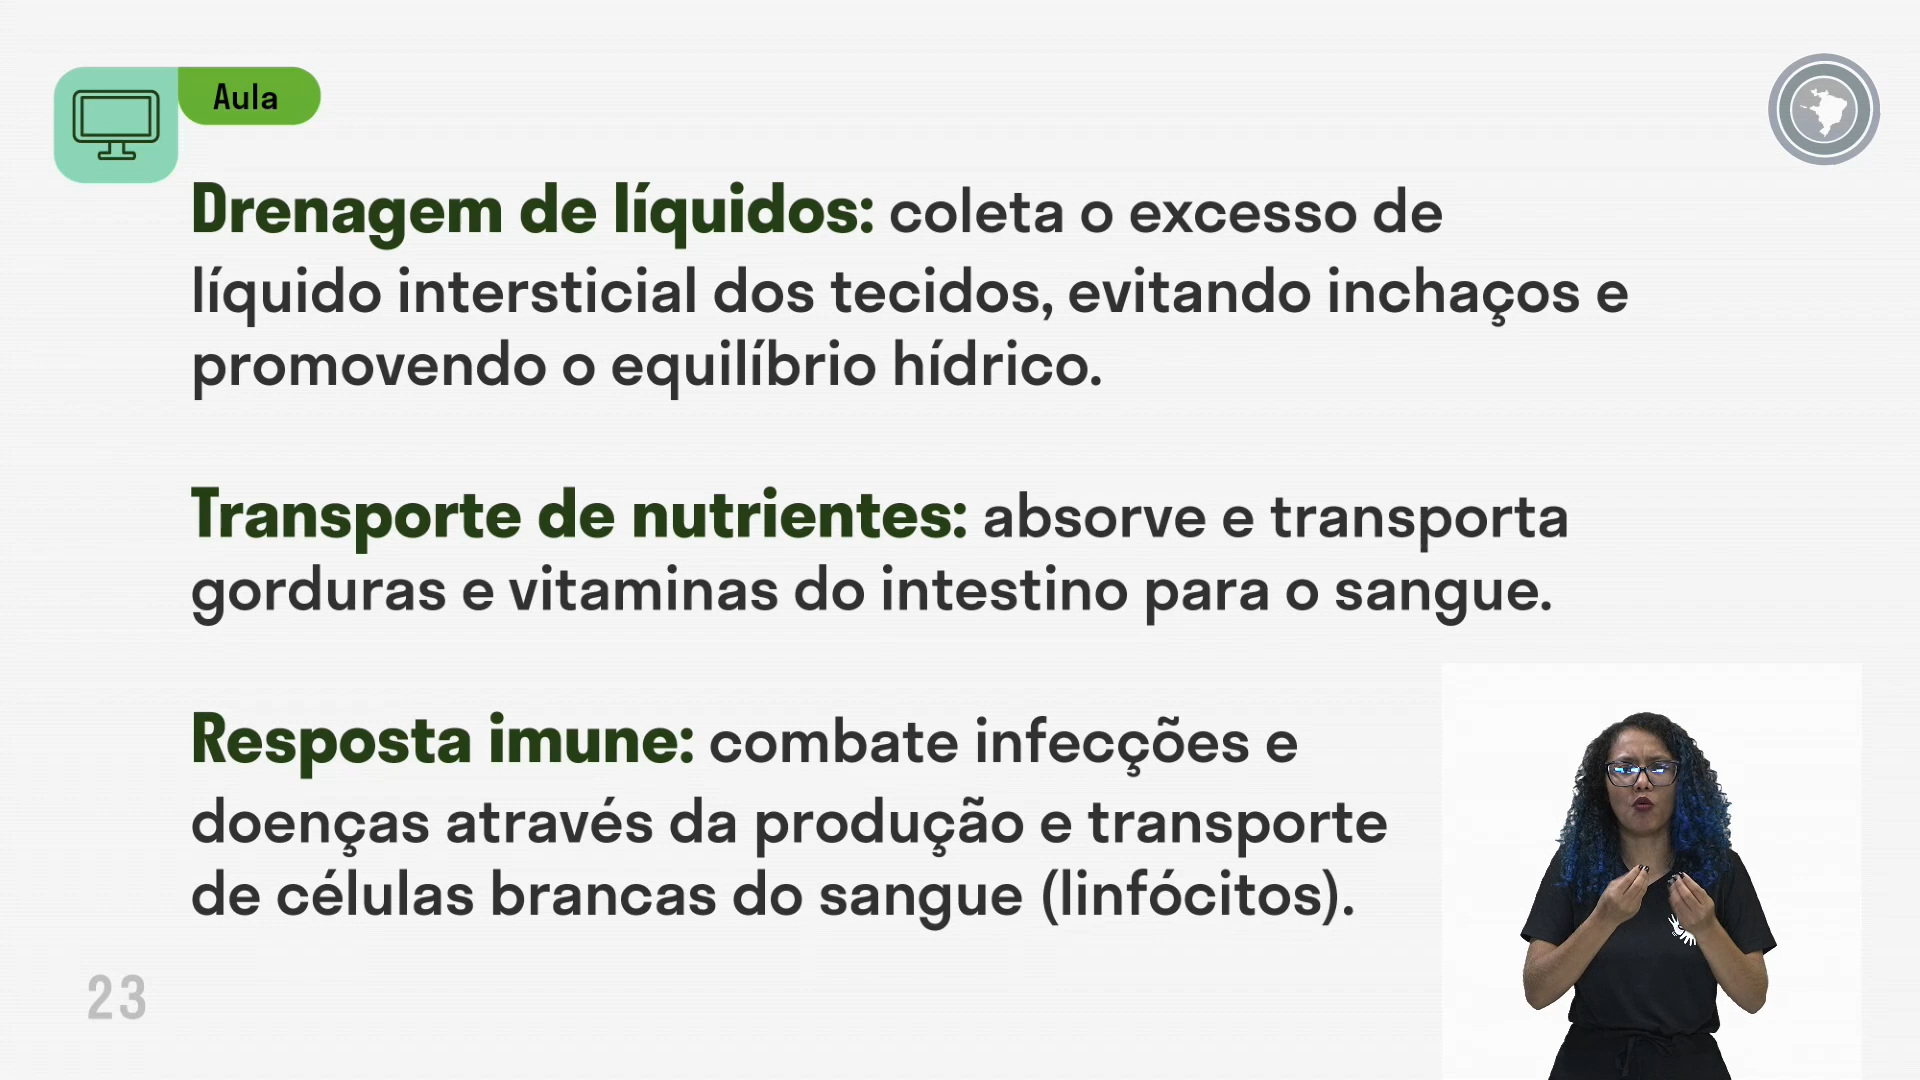 Aula
Drenagem de líquidos: coleta o excesso de
líquido intersticial dos tecidos, evitando inchaços e
promovendo o equilíbrio hídrico.
Transporte de nutrientes: absorve e transporta
gorduras e vitaminas do intestino para o sangue.
Resposta imune: combate infecções e
doenças através da produção e transporte
de células brancas do sangue (linfócitos).
23